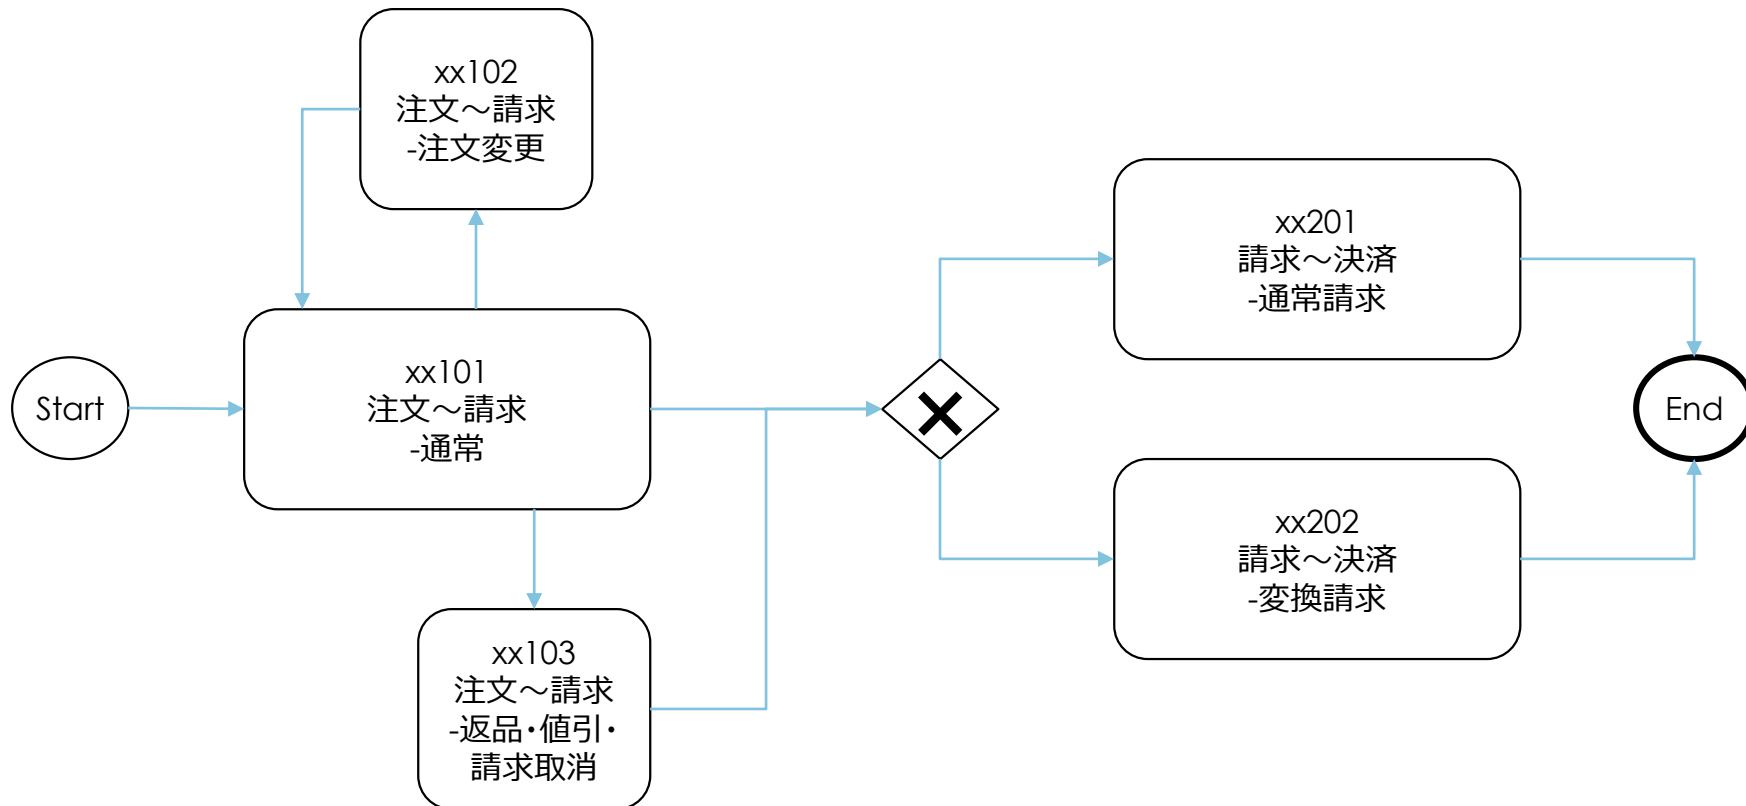 xx102
注文～請求
-注文変更
Start
xx101
注文～請求
-通常
xx103
注文～請求
-返品・値引・
請求取消
xx201
請求～決済
-通常請求
xx202
請求～決済
-変換請求
End